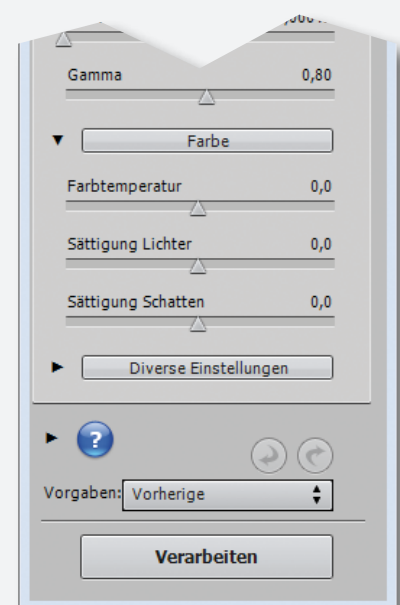 Gamma 0,80
Farbe
Farbtemperatur 0,0
Sättigung Lichter 0,0
Sättigung Schatten 0,0
Diverse Einstellungen
?
Vorgaben: Vorherige
Verarbeiten